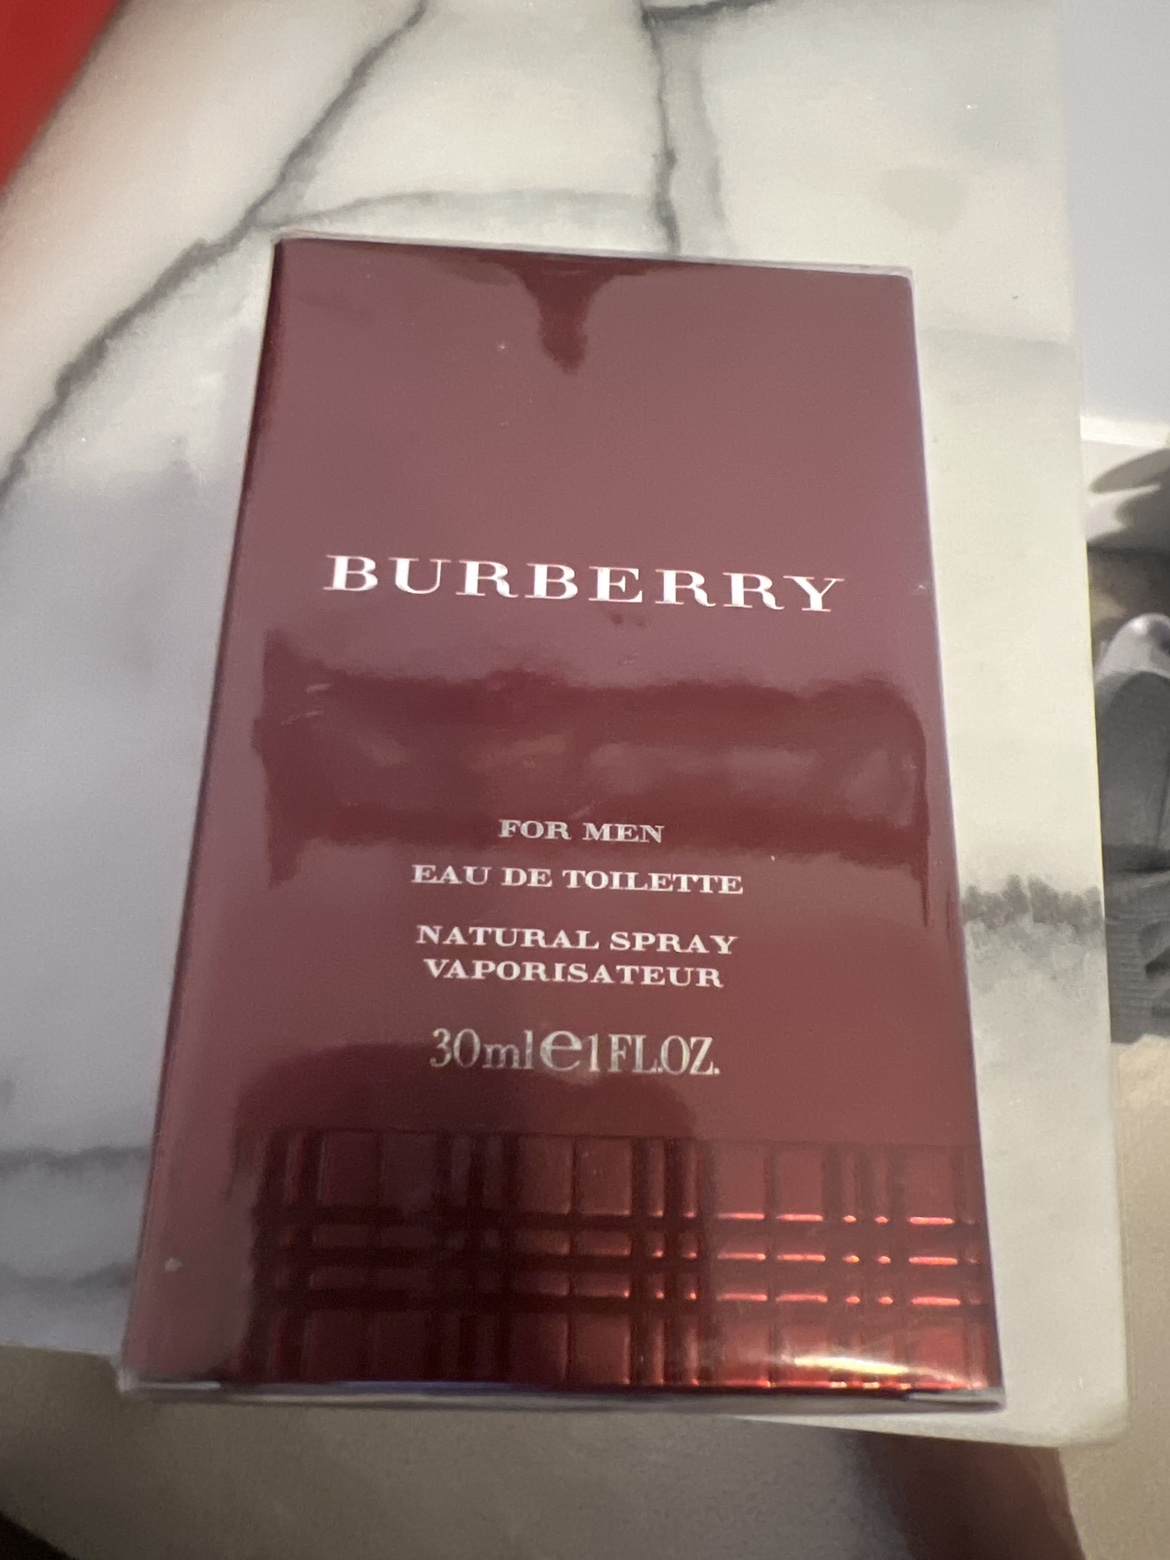 BURBERRY
FOR MEN
EAU DE TOILETTE
NATURAL SPRAY
VAPORISATEUR
30ml℮1FL.OZ.